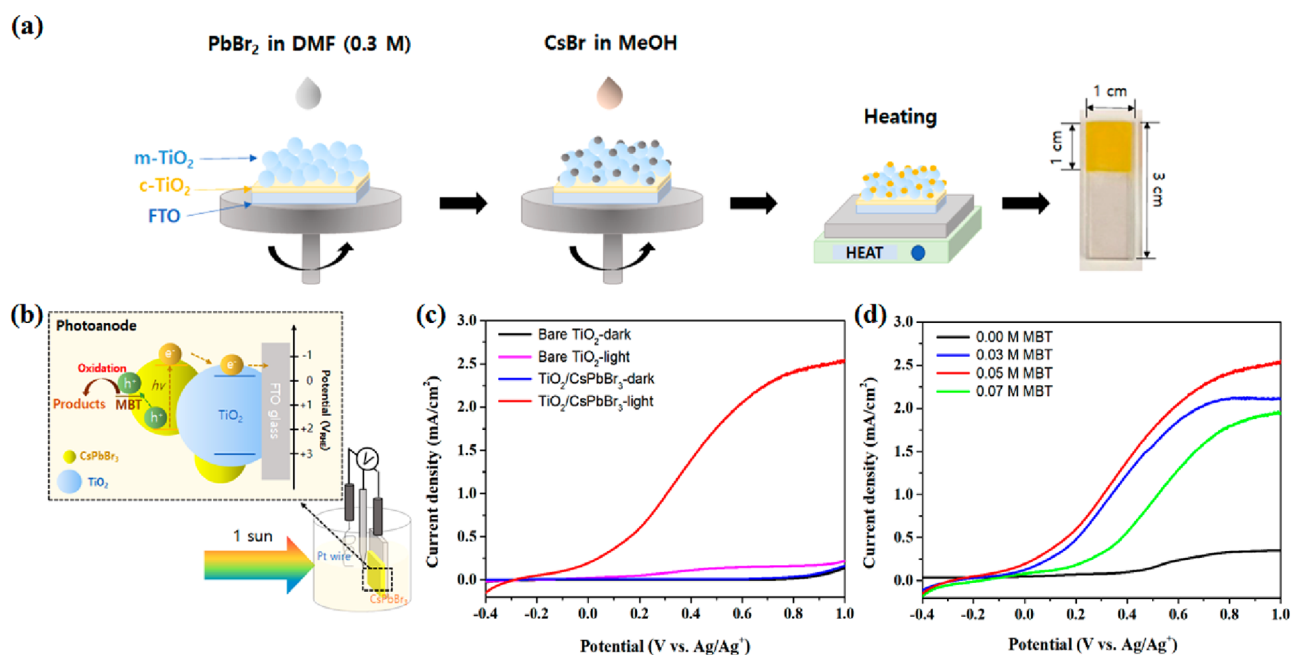 (a)
PbBr₂ in DMF (0.3 M)
CsBr in MeOH
Heating
1 cm
1 cm
3 cm
m-TiO₂
c-TiO₂
FTO
HEAT
(b)
Photoanode
Oxidation
Products
MBT
h⁺
h⁺
hν
e⁻
e⁻
TiO₂
FTO glass
-1
0
+1
+2
+3
CsPbBr₃
TiO₂
V
1 sun
Pt wire
CsPbBr₃
(c)
Bare TiO₂-dark
Bare TiO₂-light
TiO₂/CsPbBr₃-dark
TiO₂/CsPbBr₃-light
Current density (mA/cm²)
3.0
2.5
2.0
1.5
1.0
0.5
0.0
-0.4 -0.2 0.0 0.2 0.4 0.6 0.8 1.0
Potential (V vs. Ag/Ag⁺)
(d)
0.00 M MBT
0.03 M MBT
0.05 M MBT
0.07 M MBT
Current density (mA/cm²)
3.0
2.5
2.0
1.5
1.0
0.5
0.0
-0.4 -0.2 0.0 0.2 0.4 0.6 0.8 1.0
Potential (V vs. Ag/Ag⁺)